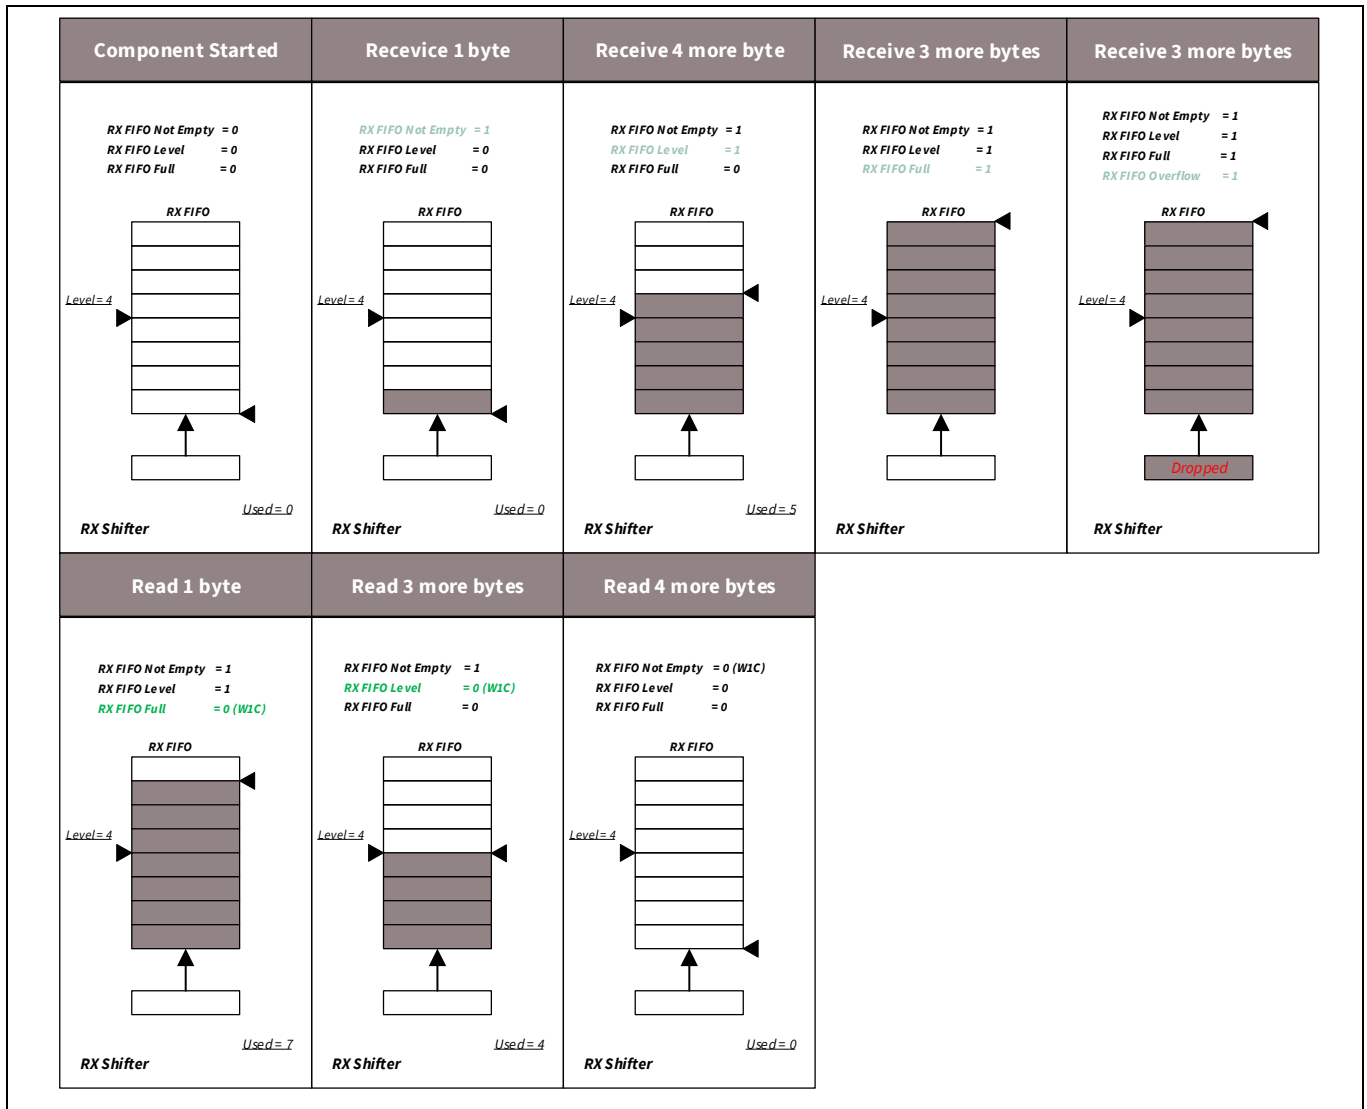 Component Started
RX FIFO Not Empty = 0
RX FIFO Level = 0
RX FIFO Full = 0
RX FIFO
Level = 4
Used = 0
RX Shifter
Recevice 1 byte
RX FIFO Not Empty = 1
RX FIFO Level = 0
RX FIFO Full = 0
RX FIFO
Level = 4
Used = 0
RX Shifter
Receive 4 more byte
RX FIFO Not Empty = 1
RX FIFO Level = 1
RX FIFO Full = 0
RX FIFO
Level = 4
Used = 5
RX Shifter
Receive 3 more bytes
RX FIFO Not Empty = 1
RX FIFO Level = 1
RX FIFO Full = 1
RX FIFO
Level = 4
RX Shifter
Receive 3 more bytes
RX FIFO Not Empty = 1
RX FIFO Level = 1
RX FIFO Full = 1
RX FIFO Overflow = 1
RX FIFO
Level = 4
Dropped
RX Shifter
Read 1 byte
RX FIFO Not Empty = 1
RX FIFO Level = 1
RX FIFO Full = 0 (W1C)
RX FIFO
Level = 4
Used = 7
RX Shifter
Read 3 more bytes
RX FIFO Not Empty = 1
RX FIFO Level = 0 (W1C)
RX FIFO Full = 0
RX FIFO
Level = 4
Used = 4
RX Shifter
Read 4 more bytes
RX FIFO Not Empty = 0 (W1C)
RX FIFO Level = 0
RX FIFO Full = 0
RX FIFO
Level = 4
Used = 0
RX Shifter